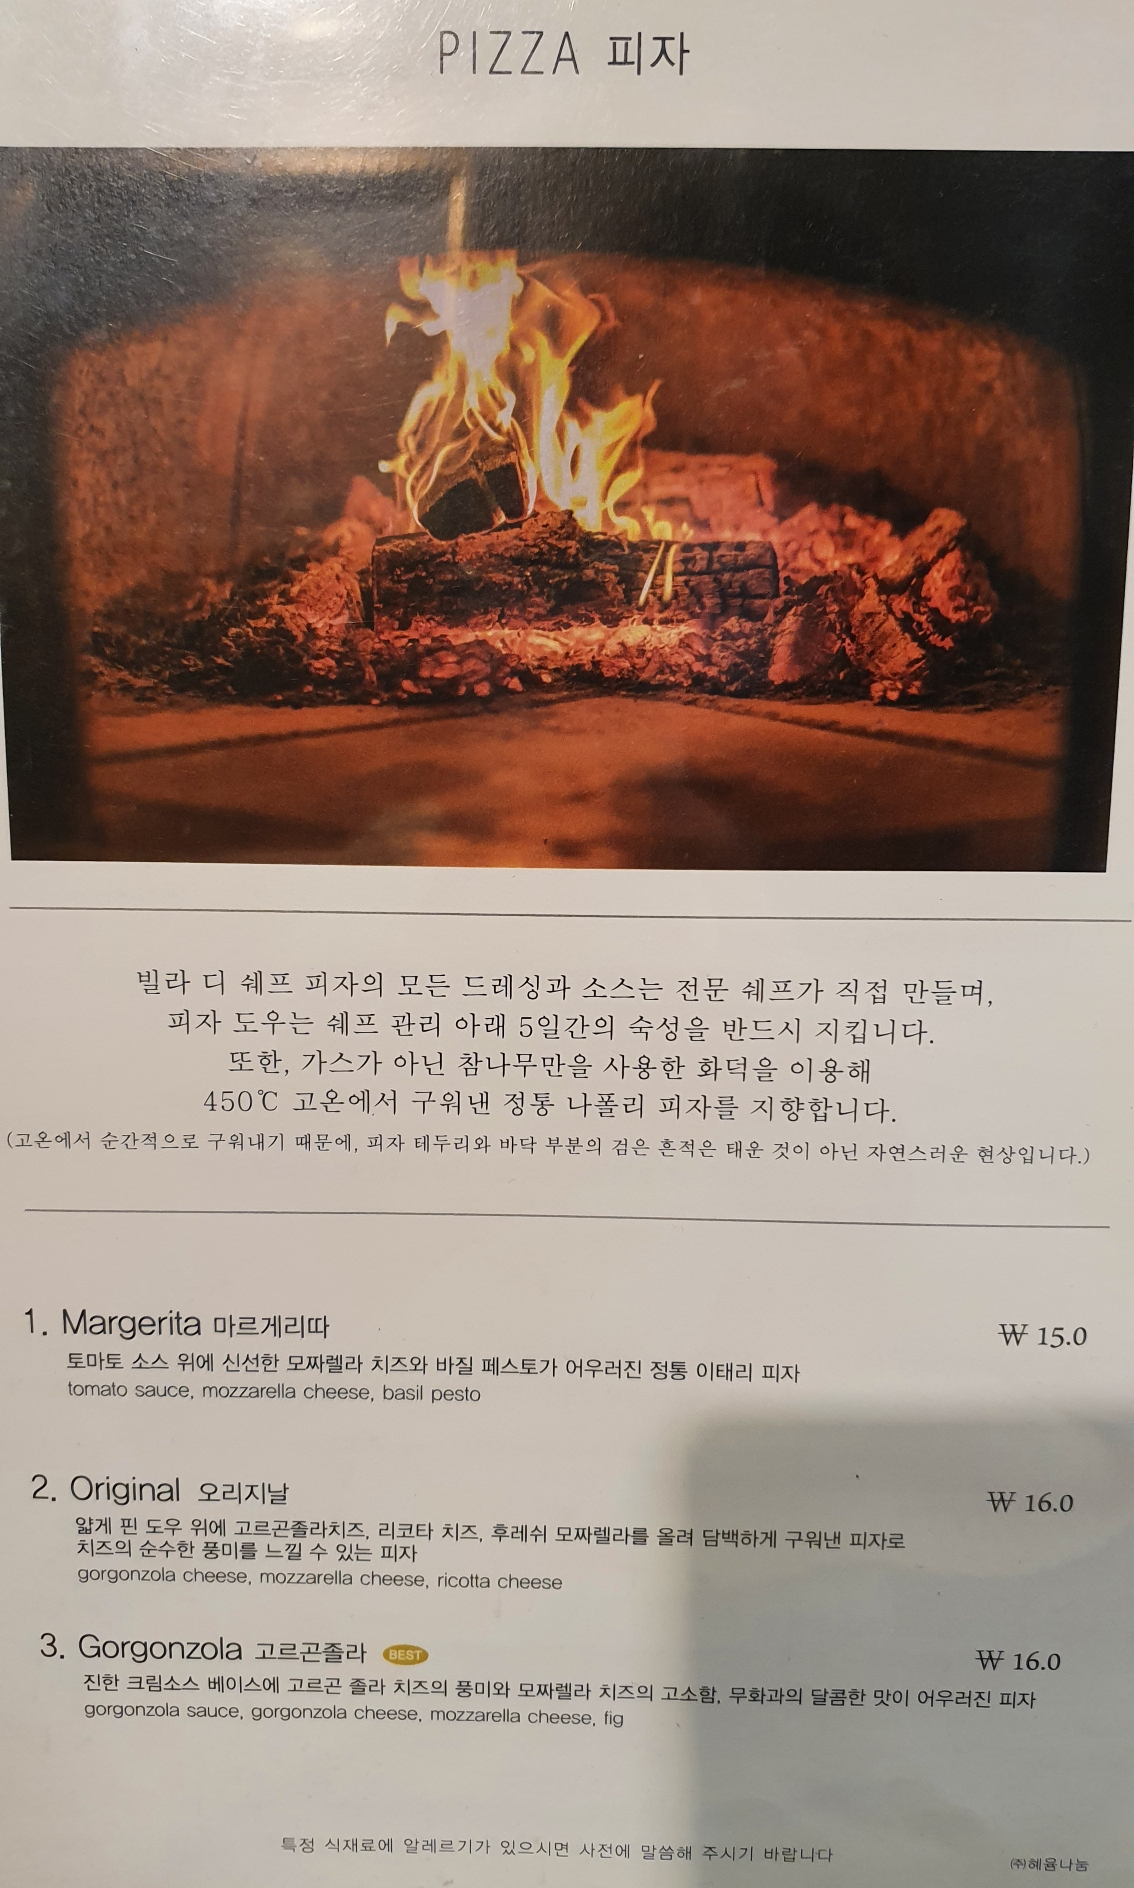 PIZZA 피자
빌라 디 쉐프 피자의 모든 드레싱과 소스는 전문 쉐프가 직접 만들며,
피자 도우는 쉐프 관리 아래 5일간의 숙성을 반드시 지킵니다.
또한, 가스가 아닌 참나무만을 사용한 화덕을 이용해
450℃ 고온에서 구워낸 정통 나폴리 피자를 지향합니다.
(고온에서 순간적으로 구워내기 때문에, 피자 테두리와 바닥 부분의 검은 흔적은 태운 것이 아닌 자연스러운 현상입니다.)
1. Margerita 마르게리따 ₩ 15.0
토마토 소스 위에 신선한 모짜렐라 치즈와 바질 페스토가 어우러진 정통 이태리 피자
tomato sauce, mozzarella cheese, basil pesto
2. Original 오리지날 ₩ 16.0
얇게 핀 도우 위에 고르곤졸라치즈, 리코타 치즈, 후레쉬 모짜렐라를 올려 담백하게 구워낸 피자로
치즈의 순수한 풍미를 느낄 수 있는 피자
gorgonzola cheese, mozzarella cheese, ricotta cheese
3. Gorgonzola 고르곤졸라 BEST ₩ 16.0
진한 크림소스 베이스에 고르곤 졸라 치즈의 풍미와 모짜렐라 치즈의 고소함, 무화과의 달콤한 맛이 어우러진 피자
gorgonzola sauce, gorgonzola cheese, mozzarella cheese, fig
특정 식재료에 알레르기가 있으시면 사전에 말씀해 주시기 바랍니다
㈜혜윰나눔